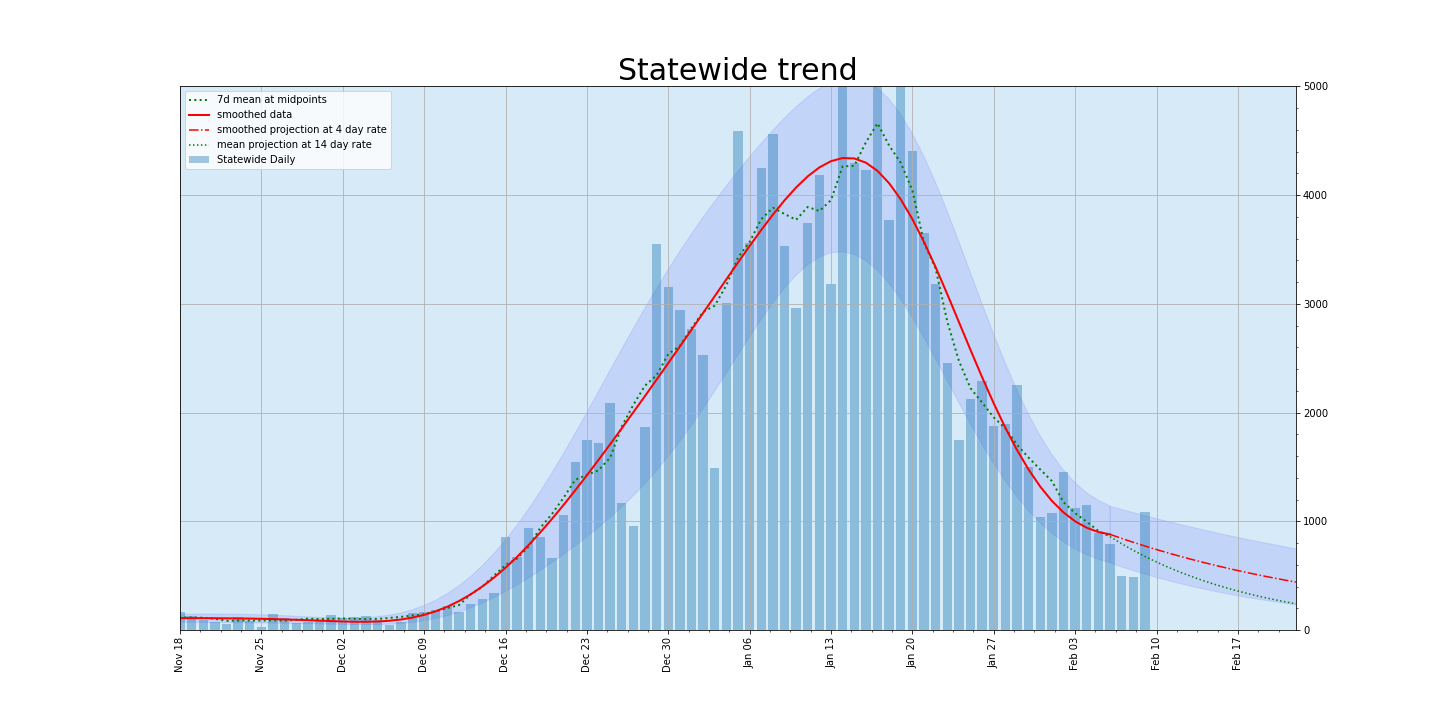 Statewide trend
7d mean at midpoints
smoothed data
smoothed projection at 4 day rate
mean projection at 14 day rate
Statewide Daily
5000
4000
3000
2000
1000
0
Nov 18
Nov 25
Dec 02
Dec 09
Dec 16
Dec 23
Dec 30
Jan 06
Jan 13
Jan 20
Jan 27
Feb 03
Feb 10
Feb 17